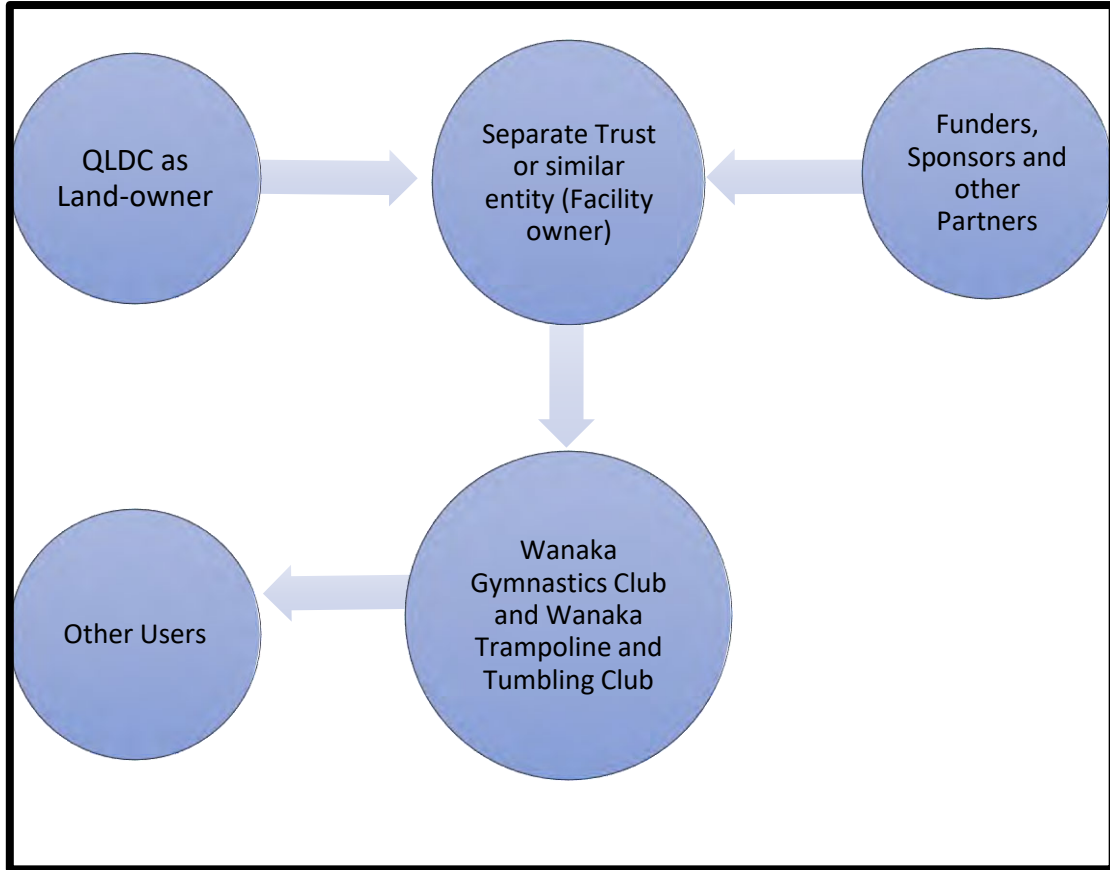 QLDC as
Land-owner
Separate Trust
or similar
entity (Facility
owner)
Funders,
Sponsors and
other
Partners
Other Users
Wanaka
Gymnastics Club
and Wanaka
Trampoline and
Tumbling Club